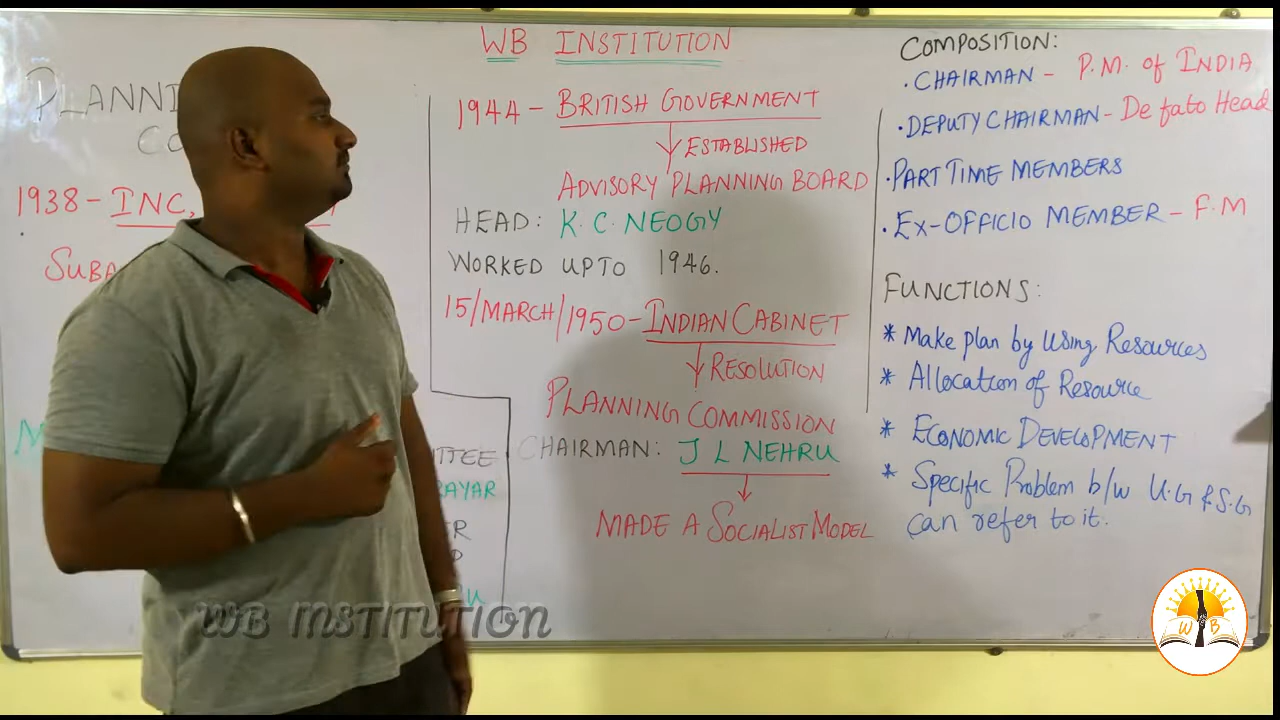 WB INSTITUTION
PLANNI
CO
1938 - INC,
SUBA
M
TTEE
RAYAR
ER
1944 - BRITISH GOVERNMENT
ESTABLISHED
ADVISORY PLANNING BOARD
HEAD: K. C. NEOGY
WORKED UPTO 1946.
15/MARCH/1950 - INDIAN CABINET
RESOLUTION
PLANNING COMMISSION
CHAIRMAN: J L NEHRU
MADE A SOCIALIST MODEL
COMPOSITION:
• CHAIRMAN - P.M. of INDIA
• DEPUTY CHAIRMAN - De fato Head
• PART TIME MEMBERS
• EX-OFFICIO MEMBER - F.M
FUNCTIONS:
* Make plan by Using Resources
* Allocation of Resource
* ECONOMIC DEVELOPMENT
* Specific Problem b/w U.G & S.G
can refer to it.
WB INSTITUTION
W B